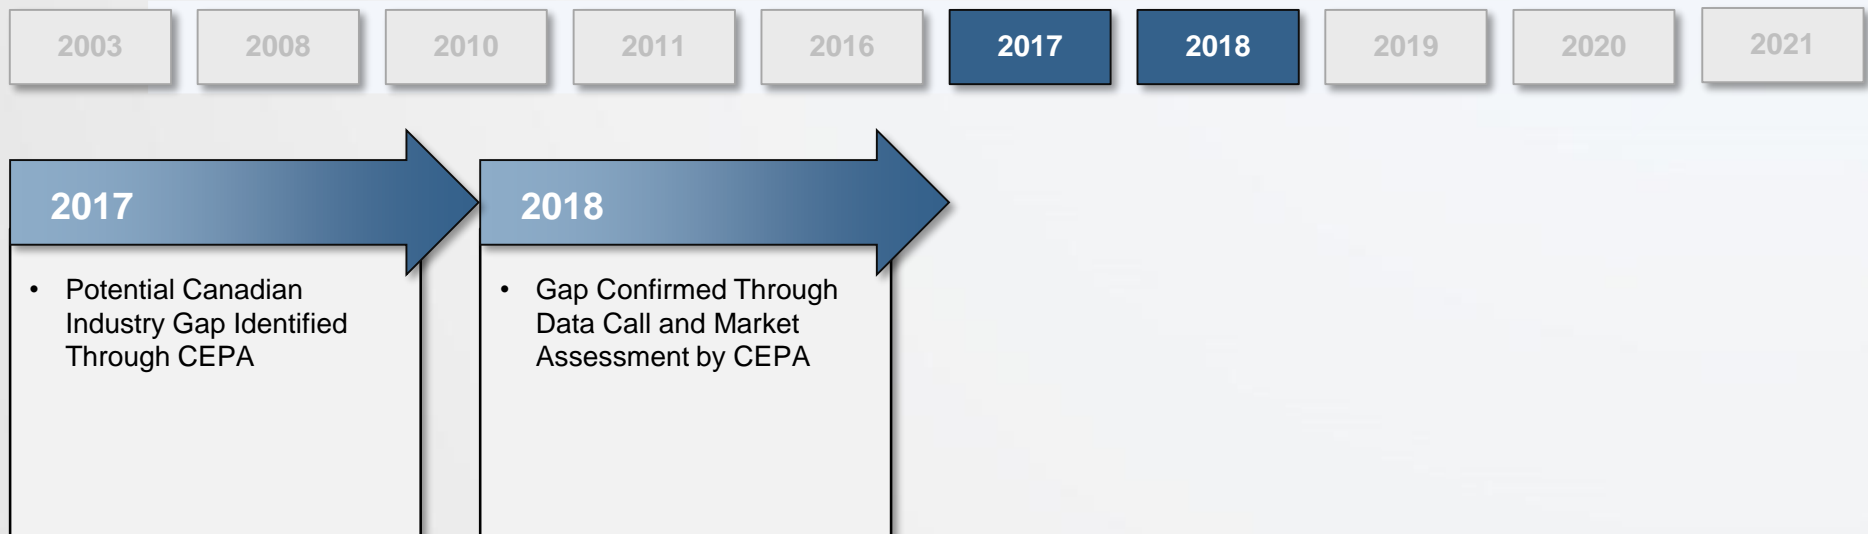 2003 2008 2010 2011 2016 2017 2018 2019 2020 2021
2017
• Potential Canadian
Industry Gap Identified
Through CEPA
2018
• Gap Confirmed Through
Data Call and Market
Assessment by CEPA